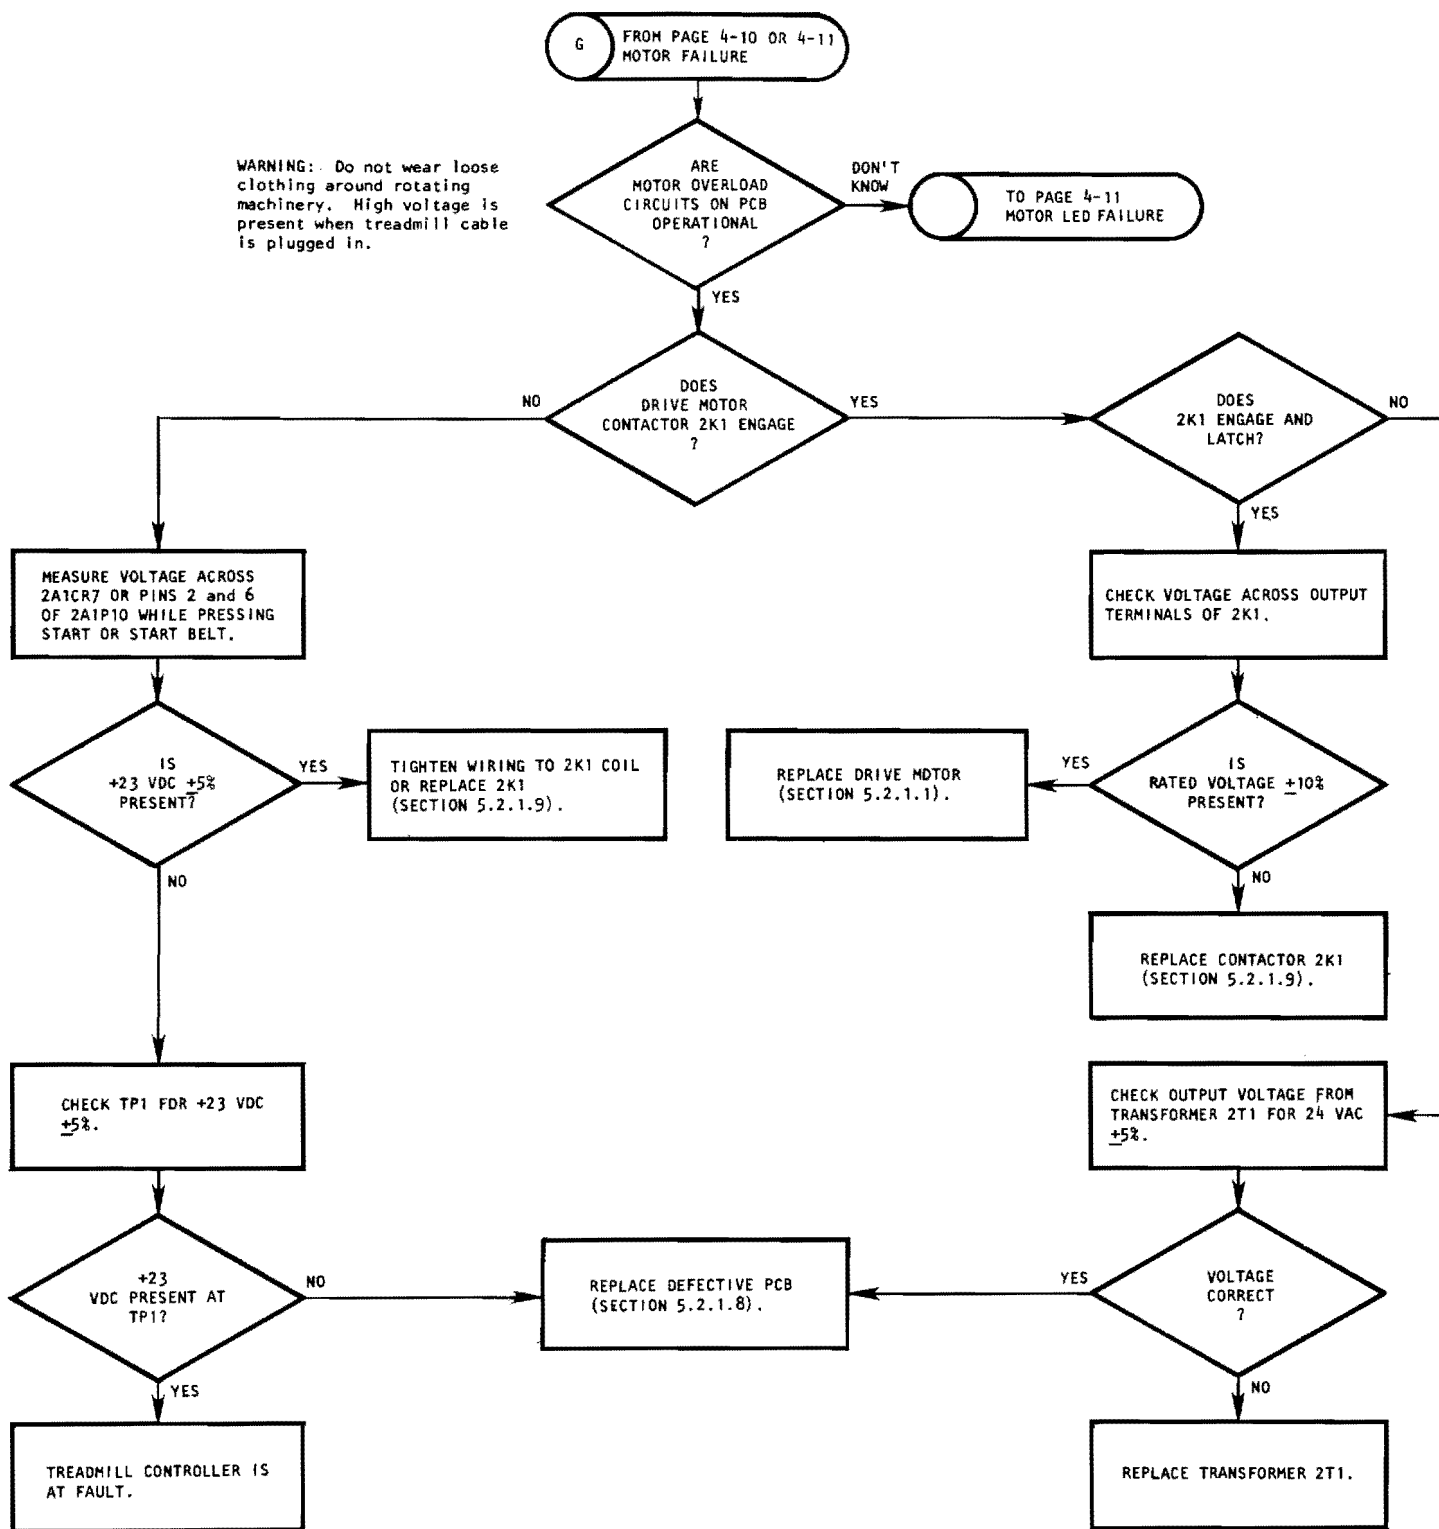 G
FROM PAGE 4-10 OR 4-11
MOTOR FAILURE
WARNING: Do not wear loose
clothing around rotating
machinery. High voltage is
present when treadmill cable
is plugged in.
ARE
MOTOR OVERLOAD
CIRCUITS ON PCB
OPERATIONAL
?
DON'T
KNOW
TO PAGE 4-11
MOTOR LED FAILURE
YES
DOES
DRIVE MOTOR
CONTACTOR 2K1 ENGAGE
?
NO
YES
DOES
2K1 ENGAGE AND
LATCH?
NO
YES
MEASURE VOLTAGE ACROSS
2A1CR7 OR PINS 2 and 6
OF 2A1P10 WHILE PRESSING
START OR START BELT.
CHECK VOLTAGE ACROSS OUTPUT
TERMINALS OF 2K1.
IS
+23 VDC ±5%
PRESENT?
YES
TIGHTEN WIRING TO 2K1 COIL
OR REPLACE 2K1
(SECTION 5.2.1.9).
REPLACE DRIVE MOTOR
(SECTION 5.2.1.1).
YES
IS
RATED VOLTAGE ±10%
PRESENT?
NO
NO
REPLACE CONTACTOR 2K1
(SECTION 5.2.1.9).
CHECK TP1 FOR +23 VDC
±5%.
CHECK OUTPUT VOLTAGE FROM
TRANSFORMER 2T1 FOR 24 VAC
±5%.
+23
VDC PRESENT AT
TP1?
NO
REPLACE DEFECTIVE PCB
(SECTION 5.2.1.8).
YES
VOLTAGE
CORRECT
?
YES
NO
TREADMILL CONTROLLER IS
AT FAULT.
REPLACE TRANSFORMER 2T1.